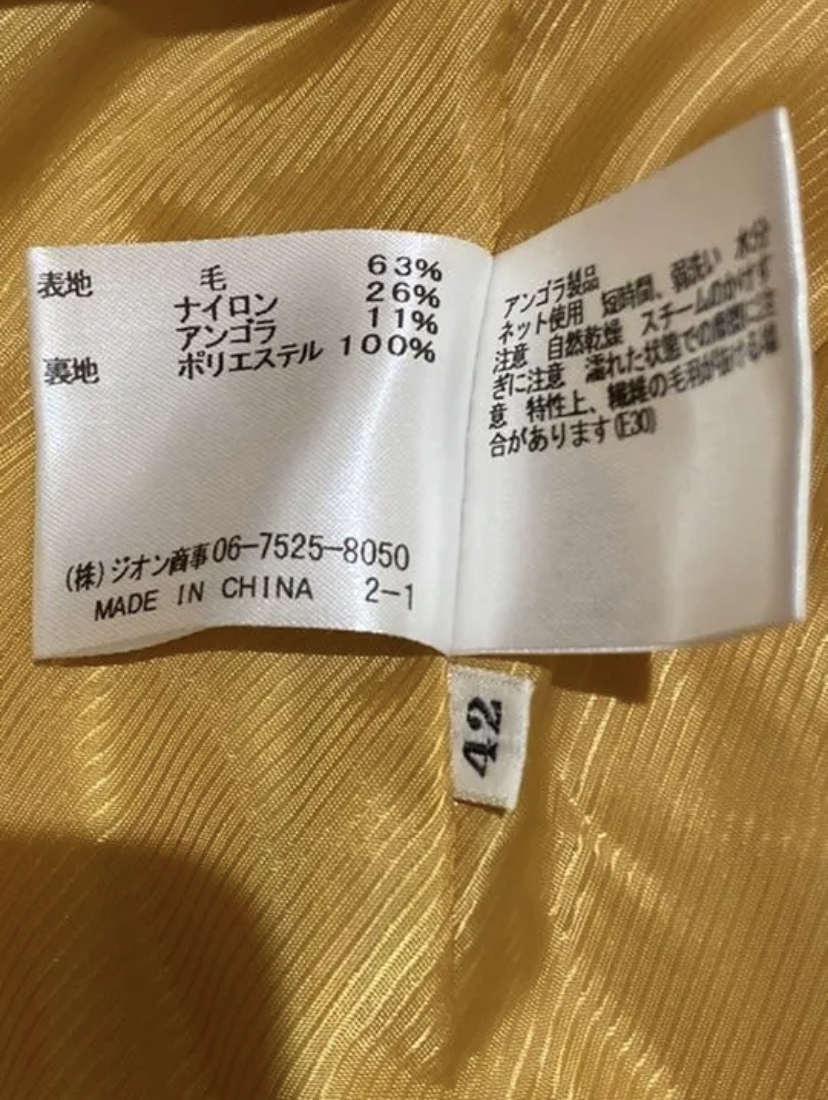 表地 毛 63%
ナイロン 26%
アンゴラ 11%
裏地 ポリエステル 100%
(株)ジオン商事06-7525-8050
MADE IN CHINA 2-1
アンゴラ製品
ネット使用 短時間、弱洗い 水分
注意 自然乾燥 スチームのかけす
ぎに注意 濡れた状態での摩擦に注
意 特性上、繊維の毛羽が抜ける場
合があります(E30)
42